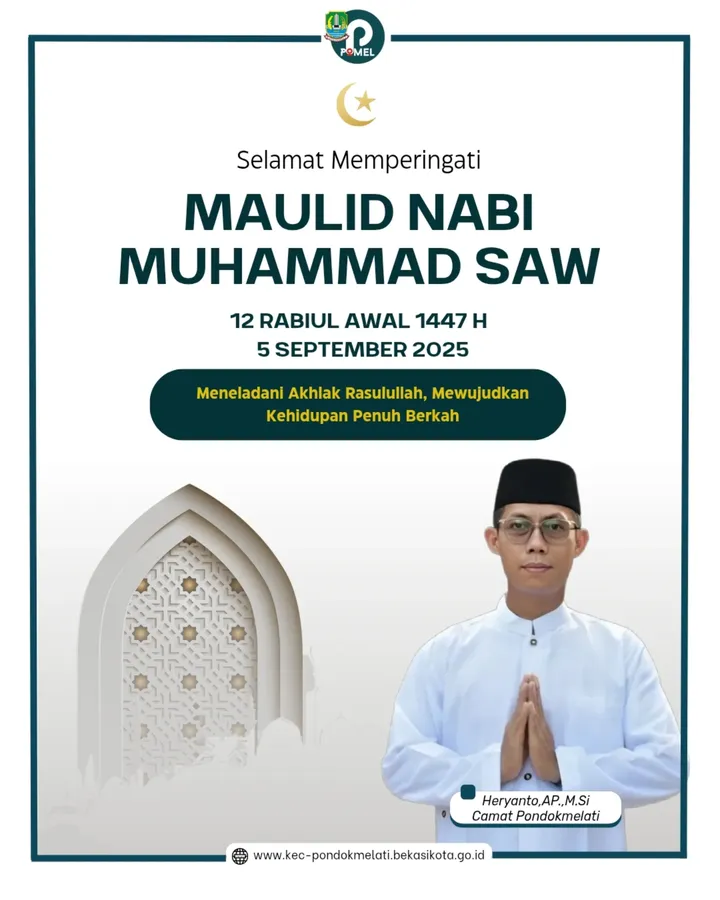 POMEL
Selamat Memperingati
MAULID NABI
MUHAMMAD SAW
12 RABIUL AWAL 1447 H
5 SEPTEMBER 2025
Meneladani Akhlak Rasulullah, Mewujudkan
Kehidupan Penuh Berkah
Heryanto,AP.,M.Si
Camat Pondokmelati
www.kec-pondokmelati.bekasikota.go.id